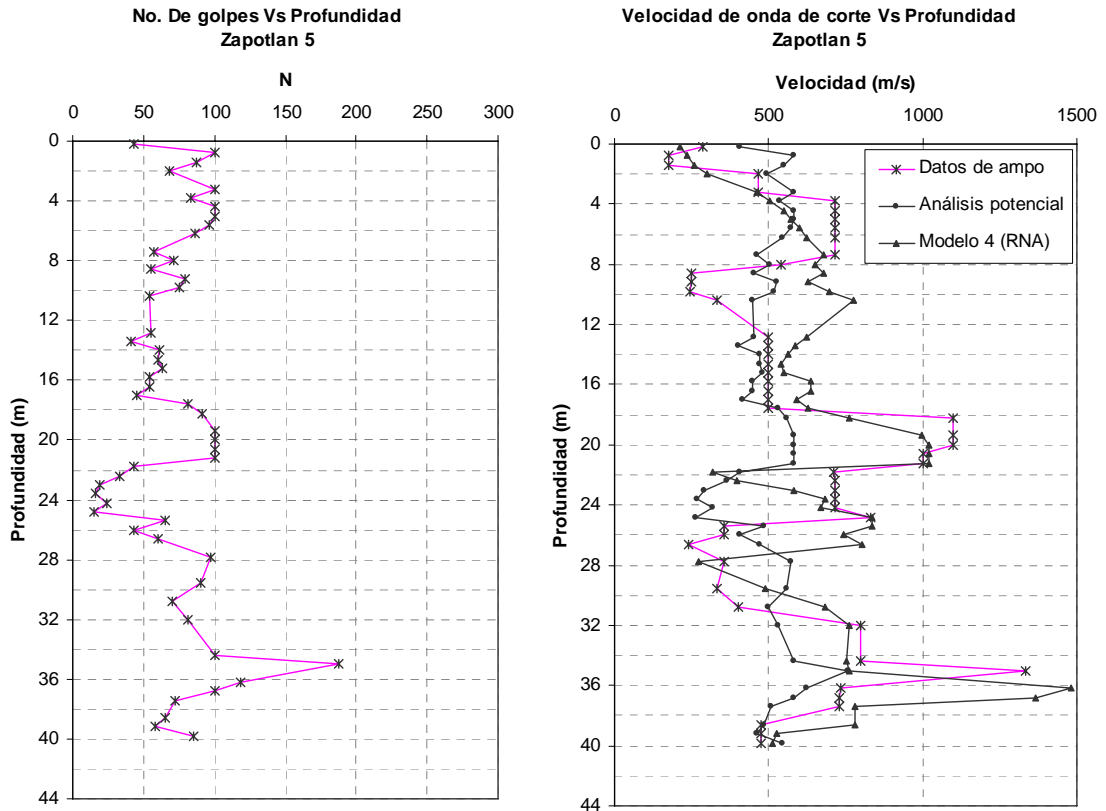 No. De golpes Vs Profundidad
Zapotlan 5
N
0 50 100 150 200 250 300
0
4
8
12
16
20
24
28
32
36
40
44
Profundidad (m)
Velocidad de onda de corte Vs Profundidad
Zapotlan 5
Velocidad (m/s)
0 500 1000 1500
0
4
8
12
16
20
24
28
32
36
40
44
Profundidad (m)
Datos de ampo
Análisis potencial
Modelo 4 (RNA)